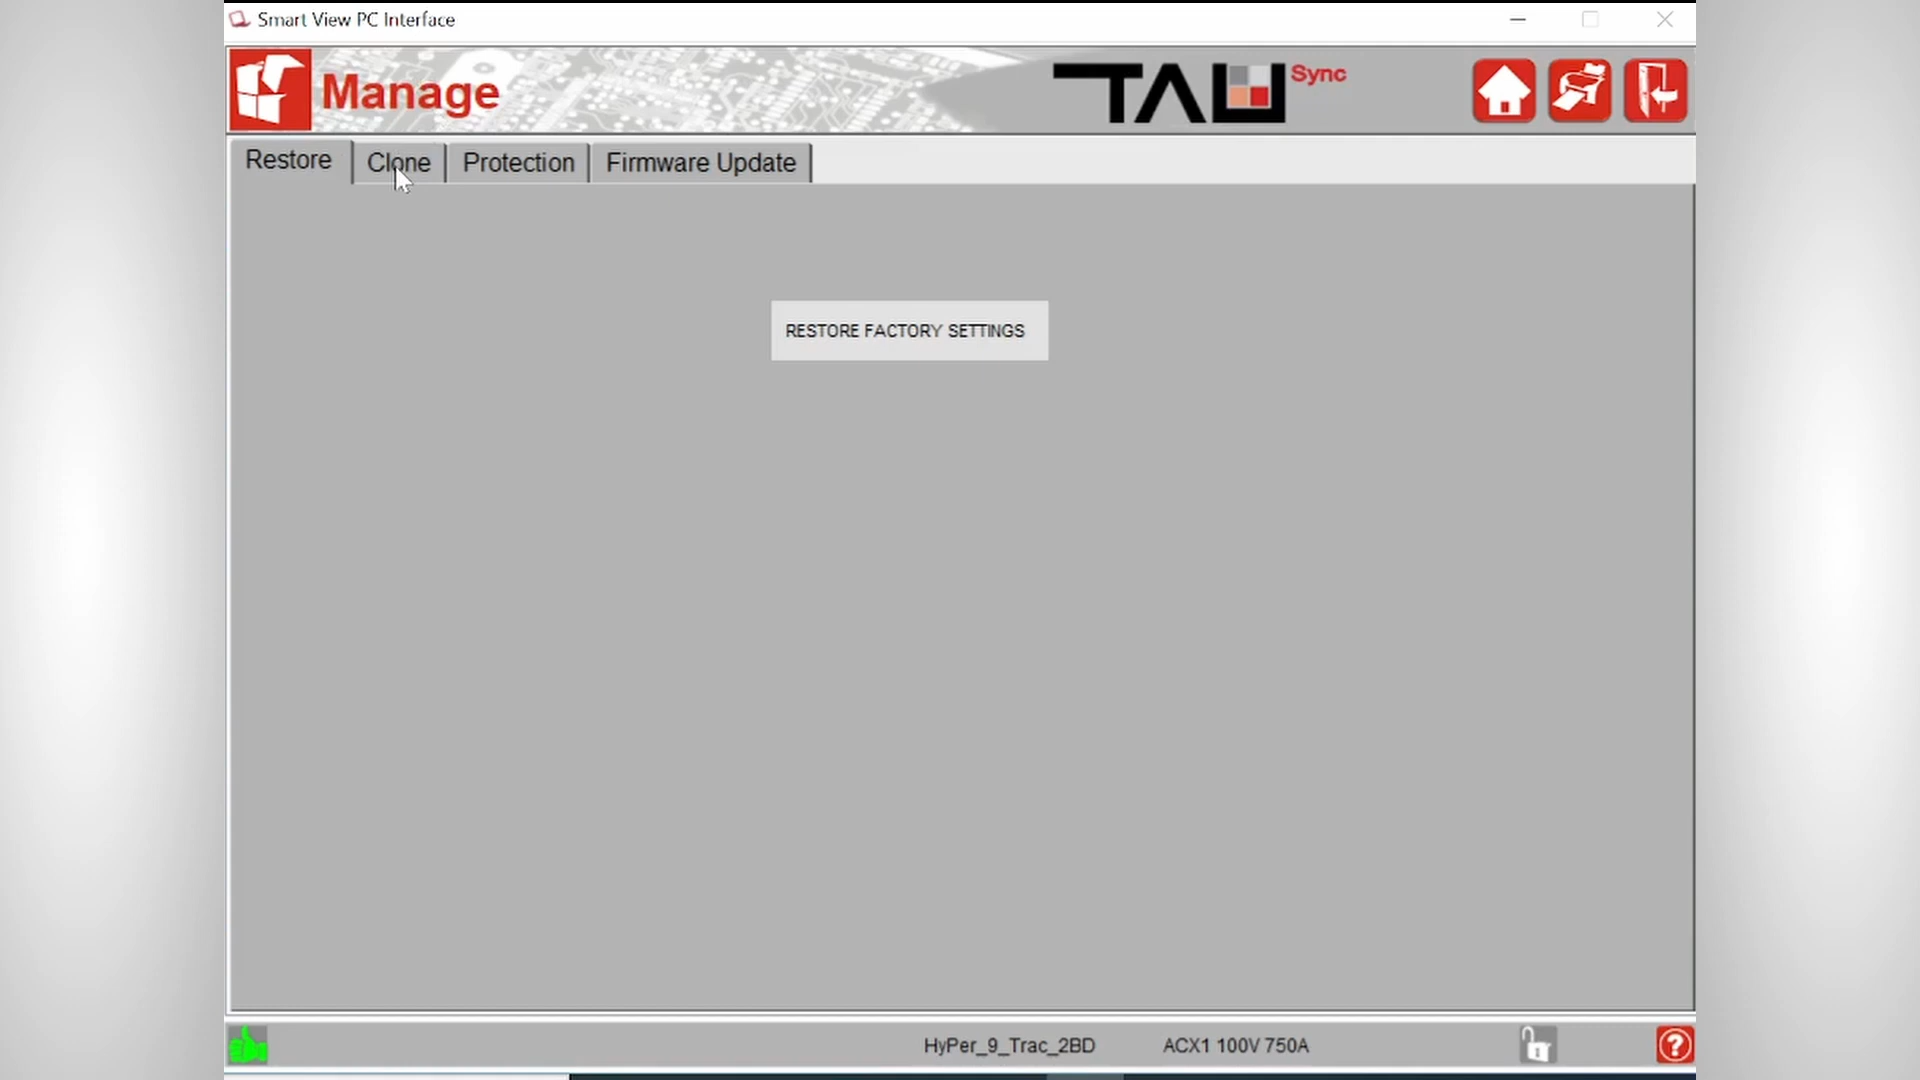 Smart View PC Interface
Manage
TAU Sync
Restore
Clone
Protection
Firmware Update
RESTORE FACTORY SETTINGS
HyPer_9_Trac_2BD
ACX1 100V 750A
?